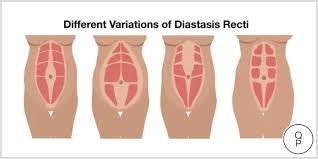 Different Variations of Diastasis Recti
Q
P